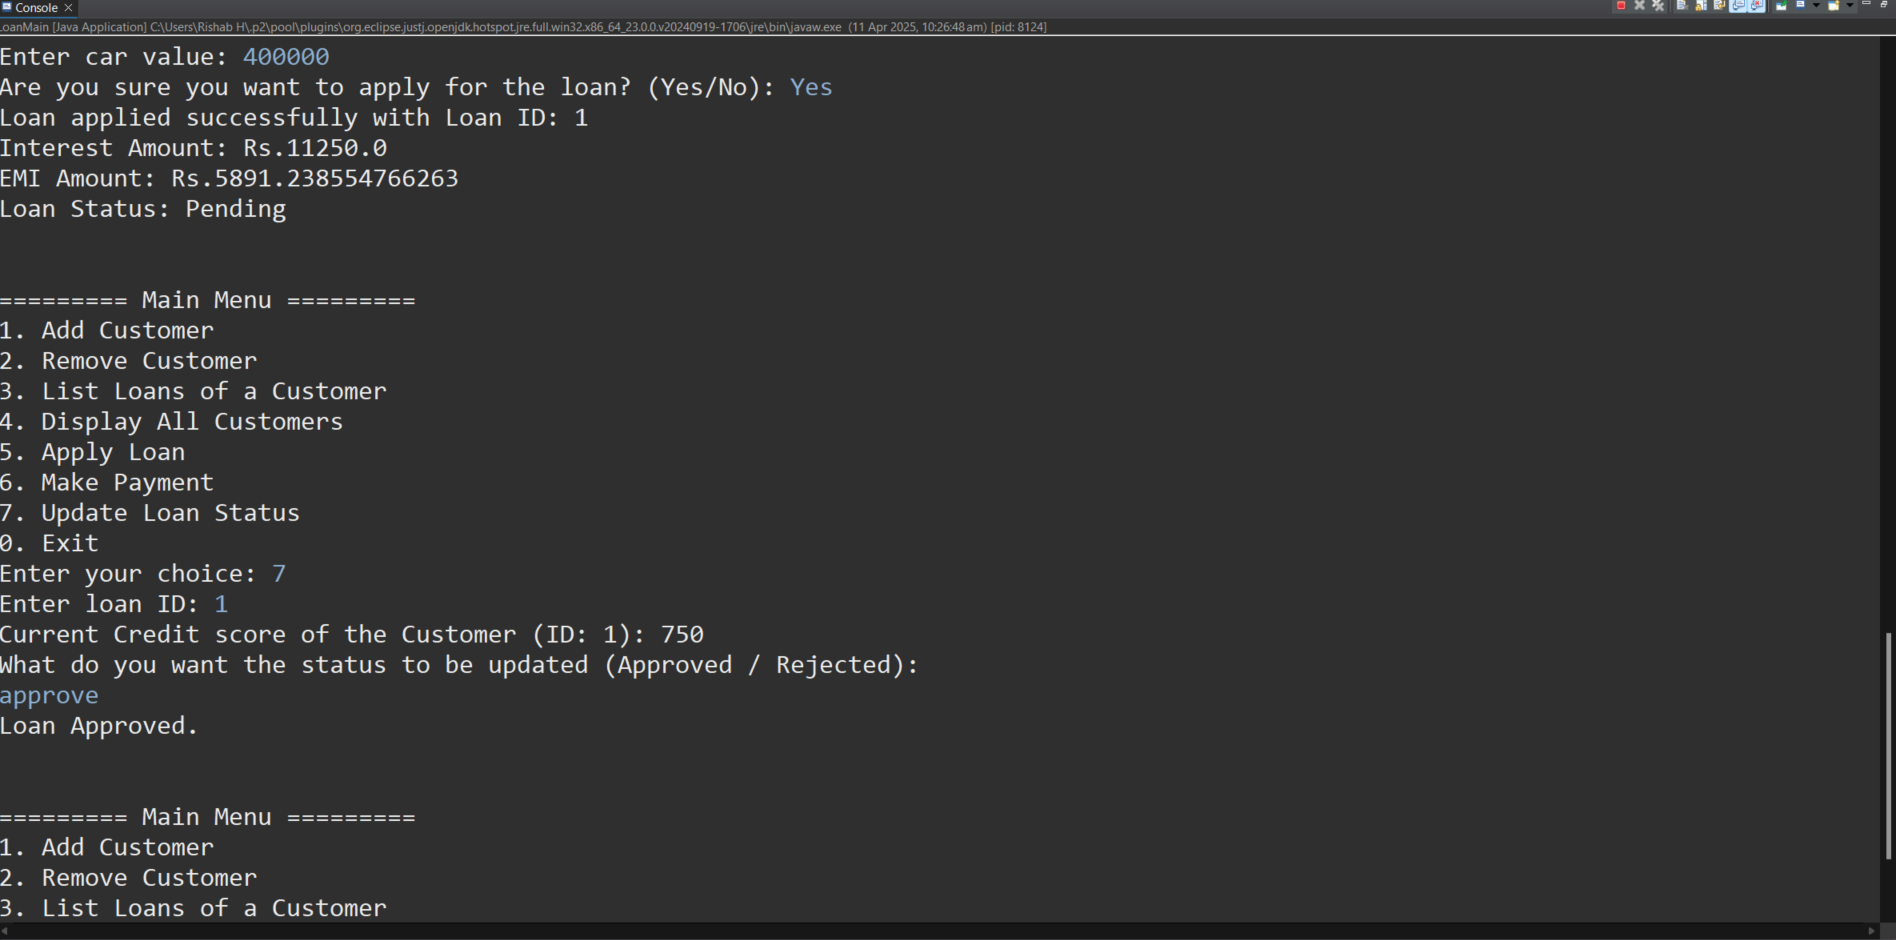 Console
LoanMain [Java Application] C:\Users\Rishab H\.p2\pool\plugins\org.eclipse.justj.openjdk.hotspot.jre.full.win32.x86_64_23.0.0.v20240919-1706\jre\bin\javaw.exe (11 Apr 2025, 10:26:48 am) [pid: 8124]
Enter car value: 400000
Are you sure you want to apply for the loan? (Yes/No): Yes
Loan applied successfully with Loan ID: 1
Interest Amount: Rs.11250.0
EMI Amount: Rs.5891.238554766263
Loan Status: Pending
========= Main Menu =========
1. Add Customer
2. Remove Customer
3. List Loans of a Customer
4. Display All Customers
5. Apply Loan
6. Make Payment
7. Update Loan Status
0. Exit
Enter your choice: 7
Enter loan ID: 1
Current Credit score of the Customer (ID: 1): 750
What do you want the status to be updated (Approved / Rejected):
approve
Loan Approved.
========= Main Menu =========
1. Add Customer
2. Remove Customer
3. List Loans of a Customer